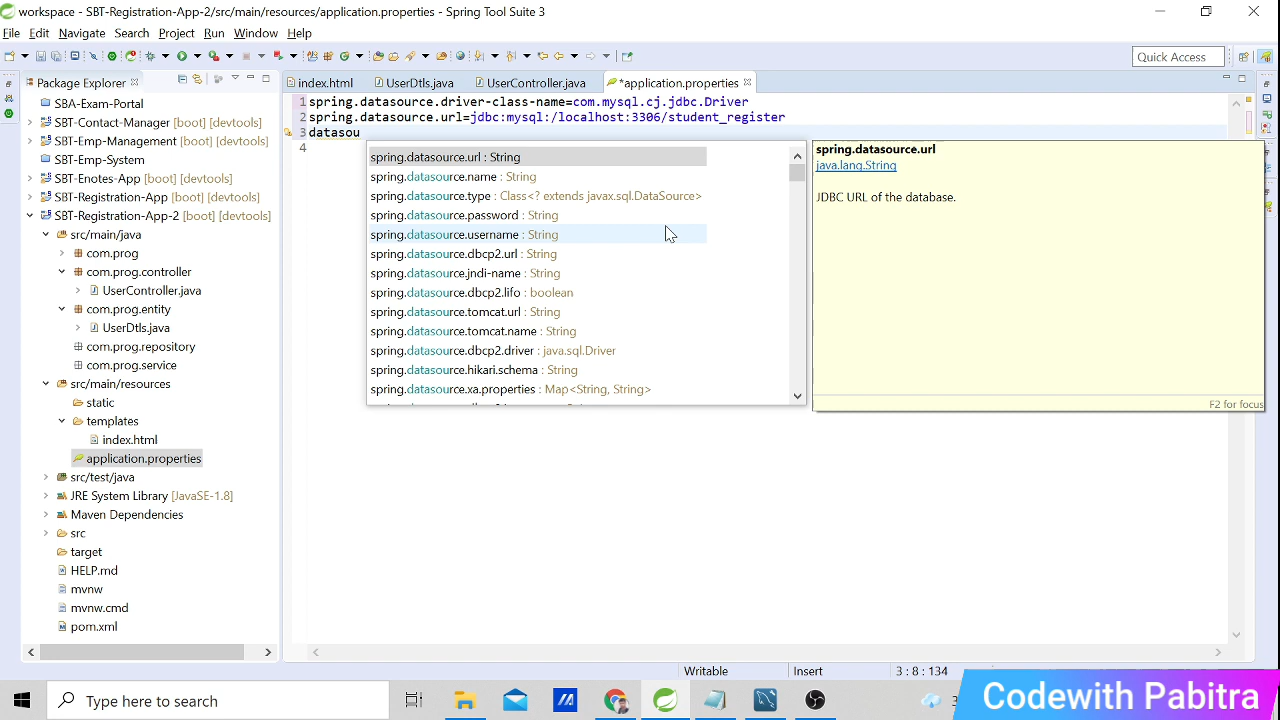 workspace - SBT-Registration-App-2/src/main/resources/application.properties - Spring Tool Suite 3
File Edit Navigate Search Project Run Window Help
Quick Access
Package Explorer
index.html UserDtls.java UserController.java *application.properties
SBA-Exam-Portal
SBT-Contact-Manager [boot] [devtools]
SBT-Emp-Management [boot] [devtools]
SBT-Emp-System
SBT-Etestes-App [boot] [devtools]
SBT-Registration-App [boot] [devtools]
SBT-Registration-App-2 [boot] [devtools]
src/main/java
com.prog
com.prog.controller
UserController.java
com.prog.entity
UserDtls.java
com.prog.repository
com.prog.service
src/main/resources
static
templates
index.html
application.properties
src/test/java
JRE System Library [JavaSE-1.8]
Maven Dependencies
src
target
HELP.md
mvnw
mvnw.cmd
pom.xml
1 spring.datasource.driver-class-name=com.mysql.cj.jdbc.Driver
2 spring.datasource.url=jdbc:mysql:/localhost:3306/student_register
3 datasou
4
spring.datasource.url : String
spring.datasource.name : String
spring.datasource.type : Class<? extends javax.sql.DataSource>
spring.datasource.password : String
spring.datasource.username : String
spring.datasource.dbcp2.url : String
spring.datasource.jndi-name : String
spring.datasource.dbcp2.lifo : boolean
spring.datasource.tomcat.url : String
spring.datasource.tomcat.name : String
spring.datasource.dbcp2.driver : java.sql.Driver
spring.datasource.hikari.schema : String
spring.datasource.xa.properties : Map<String, String>
spring.datasource.url
java.lang.String
JDBC URL of the database.
F2 for focus
Writable Insert 3 : 8 : 134
Type here to search
Codewith Pabitra